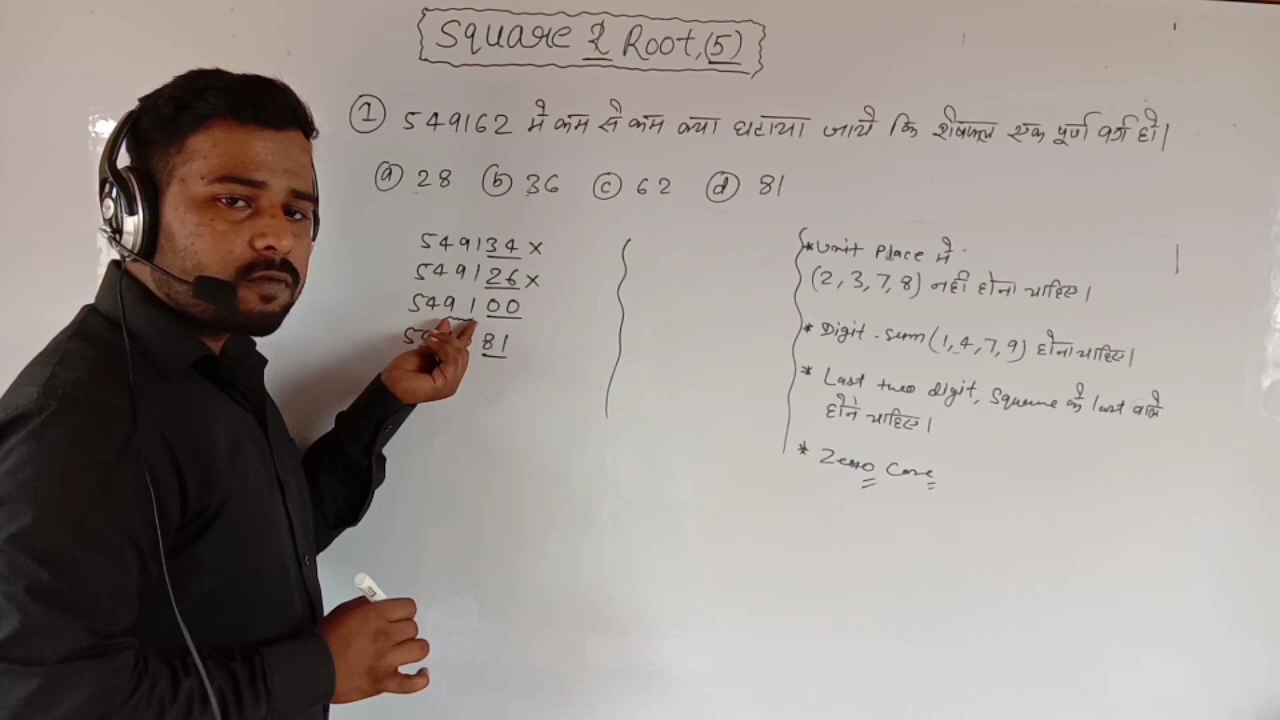 Square २ Root,(5)
① 549162 में कम से कम क्या घटाया जाये कि शेषफल एक पूर्ण वर्ग हो।
ⓐ 28 ⓑ 36 ⓒ 62 ⓓ 81
549134 ×
549126 ×
549100
81
*Unit Place में
(2, 3, 7, 8) नहीं होना चाहिए।
* Digit-sum (1, 4, 7, 9) होना चाहिए।
* Last two digit, Square के last वाले
होने चाहिए।
* Zero Case